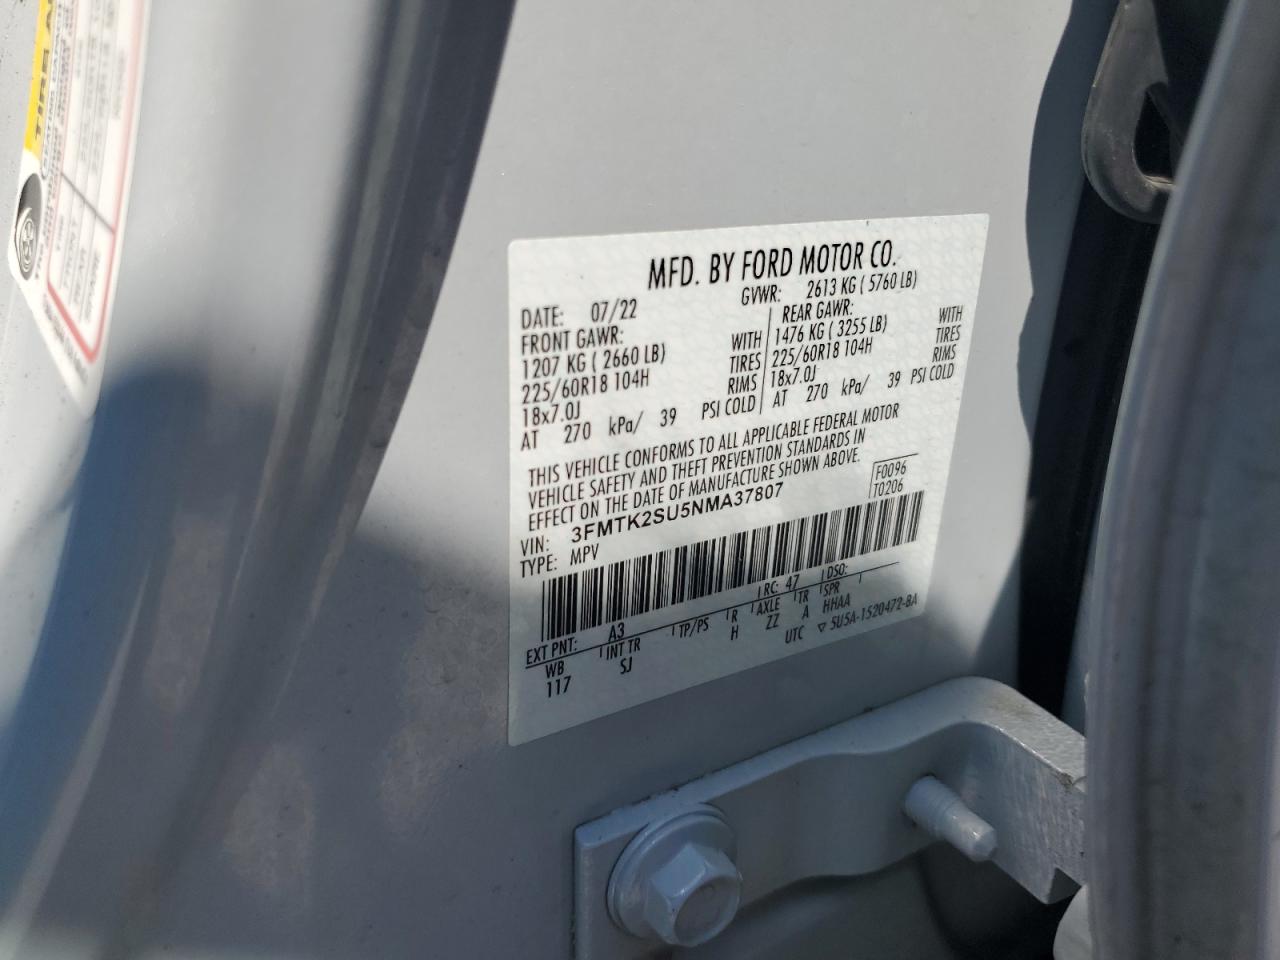 MFD. BY FORD MOTOR CO.
DATE: 07/22 GVWR: 2613 KG ( 5760 LB)
FRONT GAWR: REAR GAWR:
1207 KG ( 2660 LB) WITH 1476 KG ( 3255 LB) WITH
225/60R18 104H TIRES 225/60R18 104H TIRES
18x7.0J RIMS 18x7.0J RIMS
AT 270 kPa/ 39 PSI COLD AT 270 kPa/ 39 PSI COLD
THIS VEHICLE CONFORMS TO ALL APPLICABLE FEDERAL MOTOR
VEHICLE SAFETY AND THEFT PREVENTION STANDARDS IN
EFFECT ON THE DATE OF MANUFACTURE SHOWN ABOVE.
F0096
T0206
VIN: 3FMTK2SU5NMA37807
TYPE: MPV
EXT PNT: A3 RC: 47 DSO:
WB INT TR TP/PS R AXLE TR SPR
117 SJ H ZZ A HHAA
UTC ▽ 5U5A-1520472-BA
TIRE A